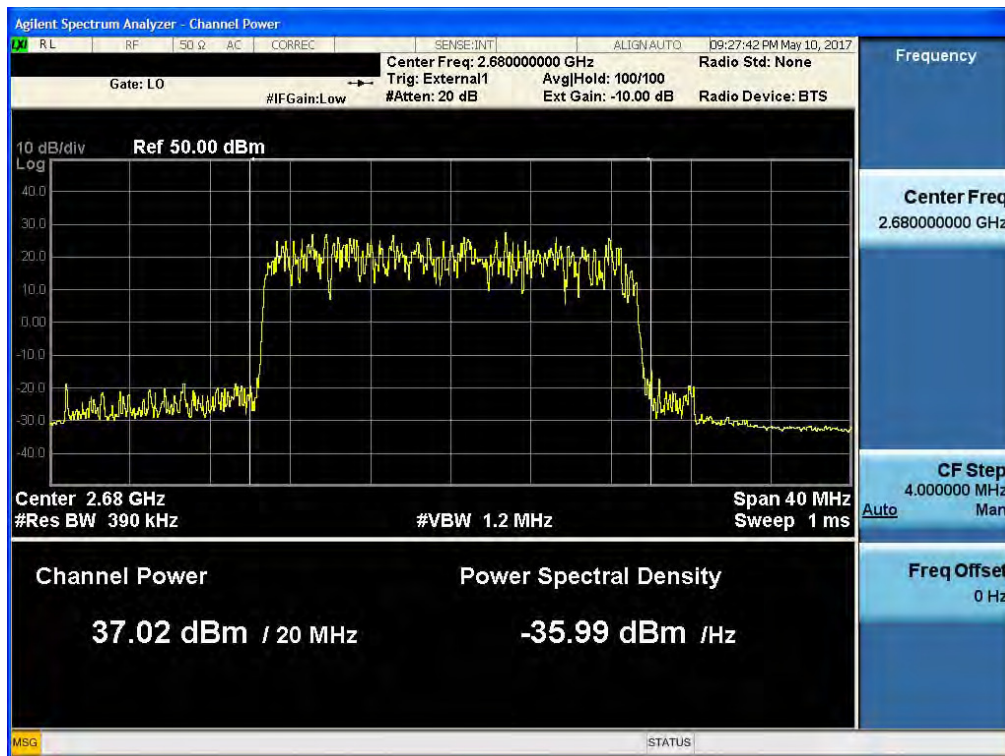 Agilent Spectrum Analyzer - Channel Power
LXI RL RF 50 Ω AC CORREC SENSE:INT ALIGN AUTO 09:27:42 PM May 10, 2017
Center Freq: 2.680000000 GHz Radio Std: None
Gate: LO Trig: External1 Avg|Hold: 100/100
#IFGain:Low #Atten: 20 dB Ext Gain: -10.00 dB Radio Device: BTS
10 dB/div Ref 50.00 dBm
Log
40.0
30.0
20.0
10.0
0.00
-10.0
-20.0
-30.0
-40.0
Center 2.68 GHz Span 40 MHz
#Res BW 390 kHz #VBW 1.2 MHz Sweep 1 ms
Channel Power Power Spectral Density
37.02 dBm / 20 MHz -35.99 dBm /Hz
Frequency
Center Freq
2.680000000 GHz
CF Step
4.000000 MHz
Auto Man
Freq Offset
0 Hz
MSG STATUS